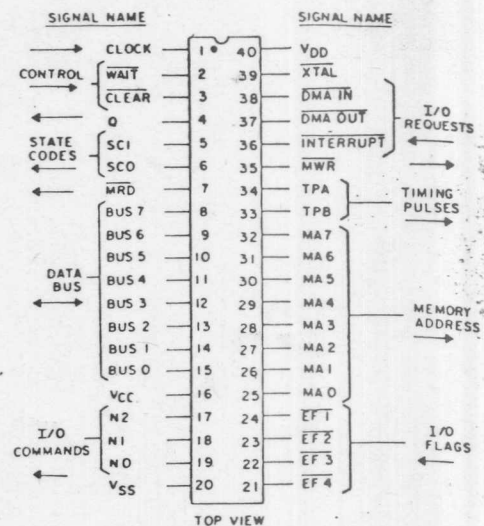 SIGNAL NAME SIGNAL NAME
CLOCK 1 40 VDD
WAIT 2 39 XTAL
CONTROL
CLEAR 3 38 DMA IN
Q 4 37 DMA OUT
I/O REQUESTS
STATE CODES
SC1 5 36 INTERRUPT
SC0 6 35 MWR
MRD 7 34 TPA
TIMING PULSES
BUS 7 8 33 TPB
BUS 6 9 32 MA7
BUS 5 10 31 MA6
DATA BUS
BUS 4 11 30 MA5
BUS 3 12 29 MA4
MEMORY ADDRESS
BUS 2 13 28 MA3
BUS 1 14 27 MA2
BUS 0 15 26 MA1
VCC 16 25 MA0
N2 17 24 EF1
I/O COMMANDS
N1 18 23 EF2
I/O FLAGS
N0 19 22 EF3
VSS 20 21 EF4
TOP VIEW